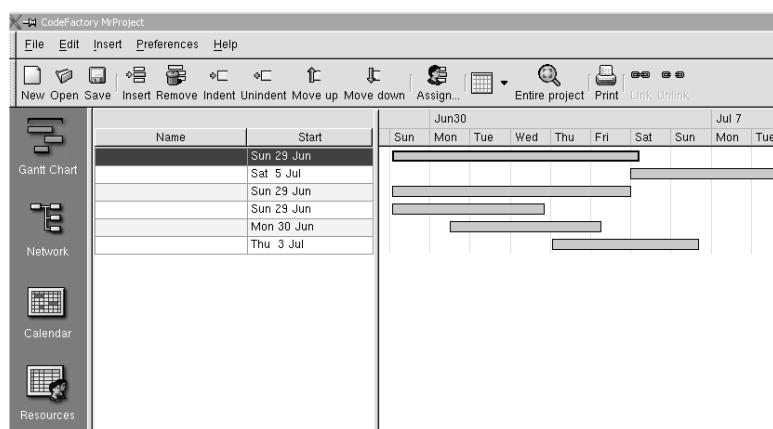 CodeFactory MrProject
File Edit Insert Preferences Help
New Open Save Insert Remove Indent Unindent Move up Move down Assign... Entire project Print Link Unlink
Jun30 Jul 7
Name Start Sun Mon Tue Wed Thu Fri Sat Sun Mon Tue
Sun 29 Jun
Sat 5 Jul
Sun 29 Jun
Sun 29 Jun
Mon 30 Jun
Thu 3 Jul
Gantt Chart
Network
Calendar
Resources